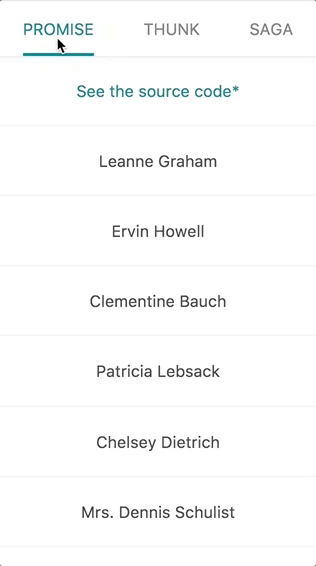 PROMISE THUNK SAGA
See the source code*
Leanne Graham
Ervin Howell
Clementine Bauch
Patricia Lebsack
Chelsey Dietrich
Mrs. Dennis Schulist